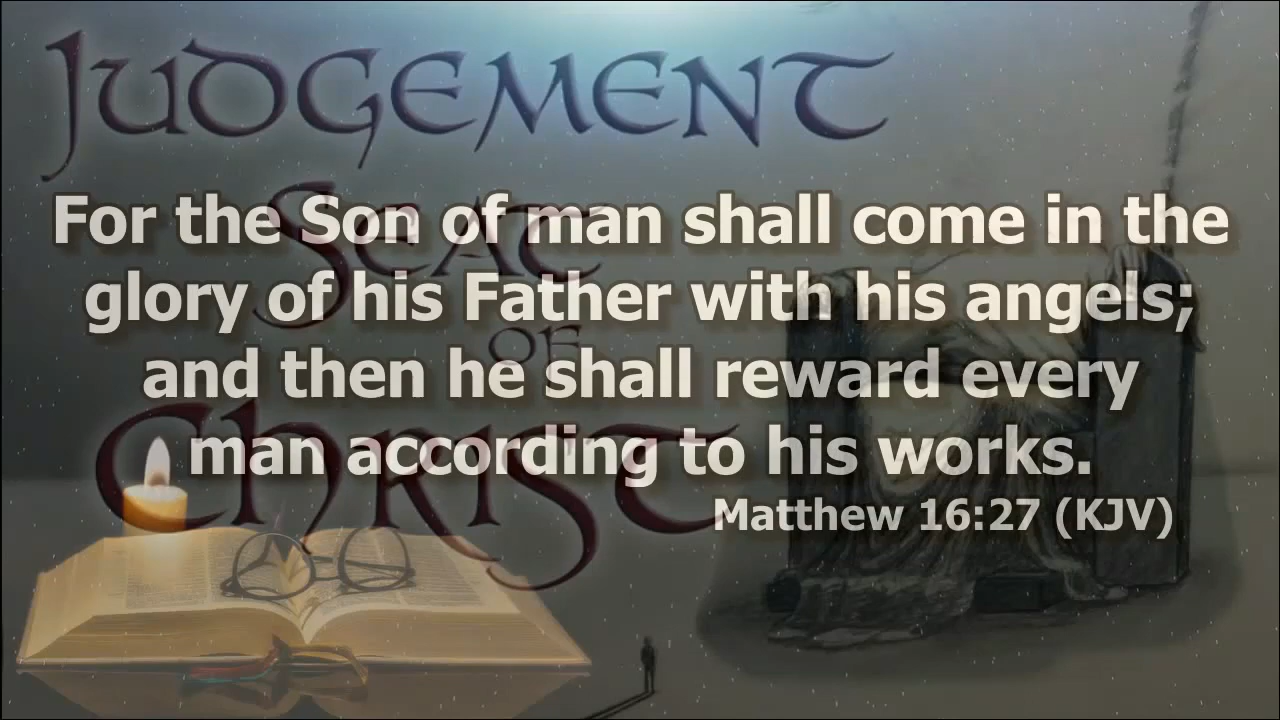 JUDGEMENT
SEAT
OF
CHRIST
For the Son of man shall come in the
glory of his Father with his angels;
and then he shall reward every
man according to his works.
Matthew 16:27 (KJV)